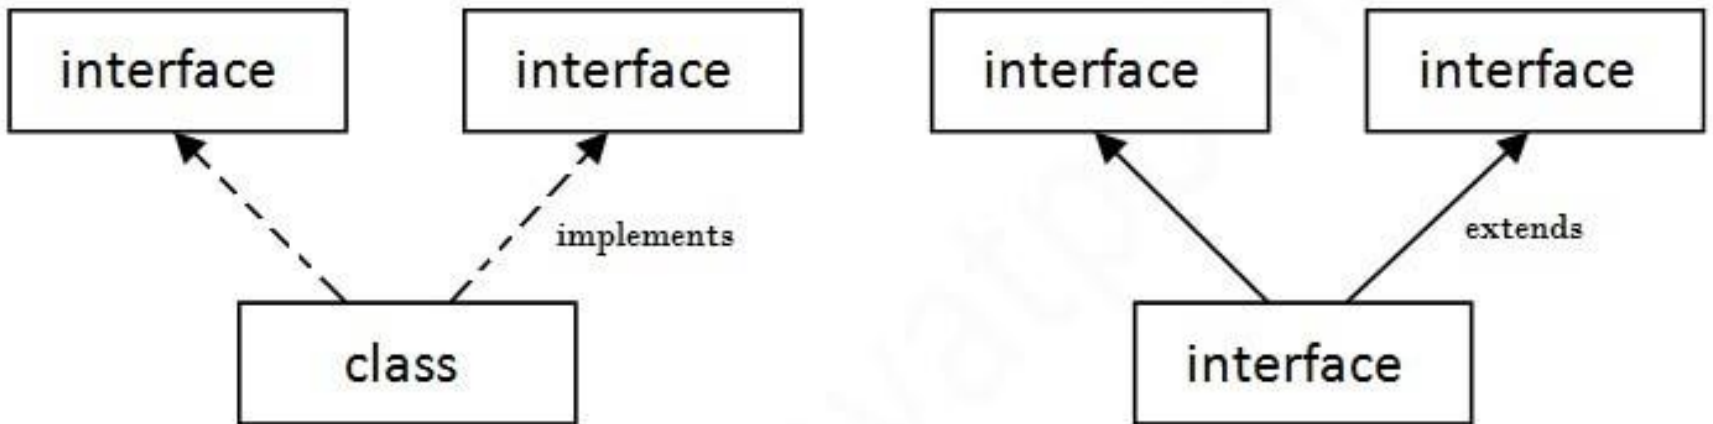 interface
interface
interface
interface
implements
extends
class
interface